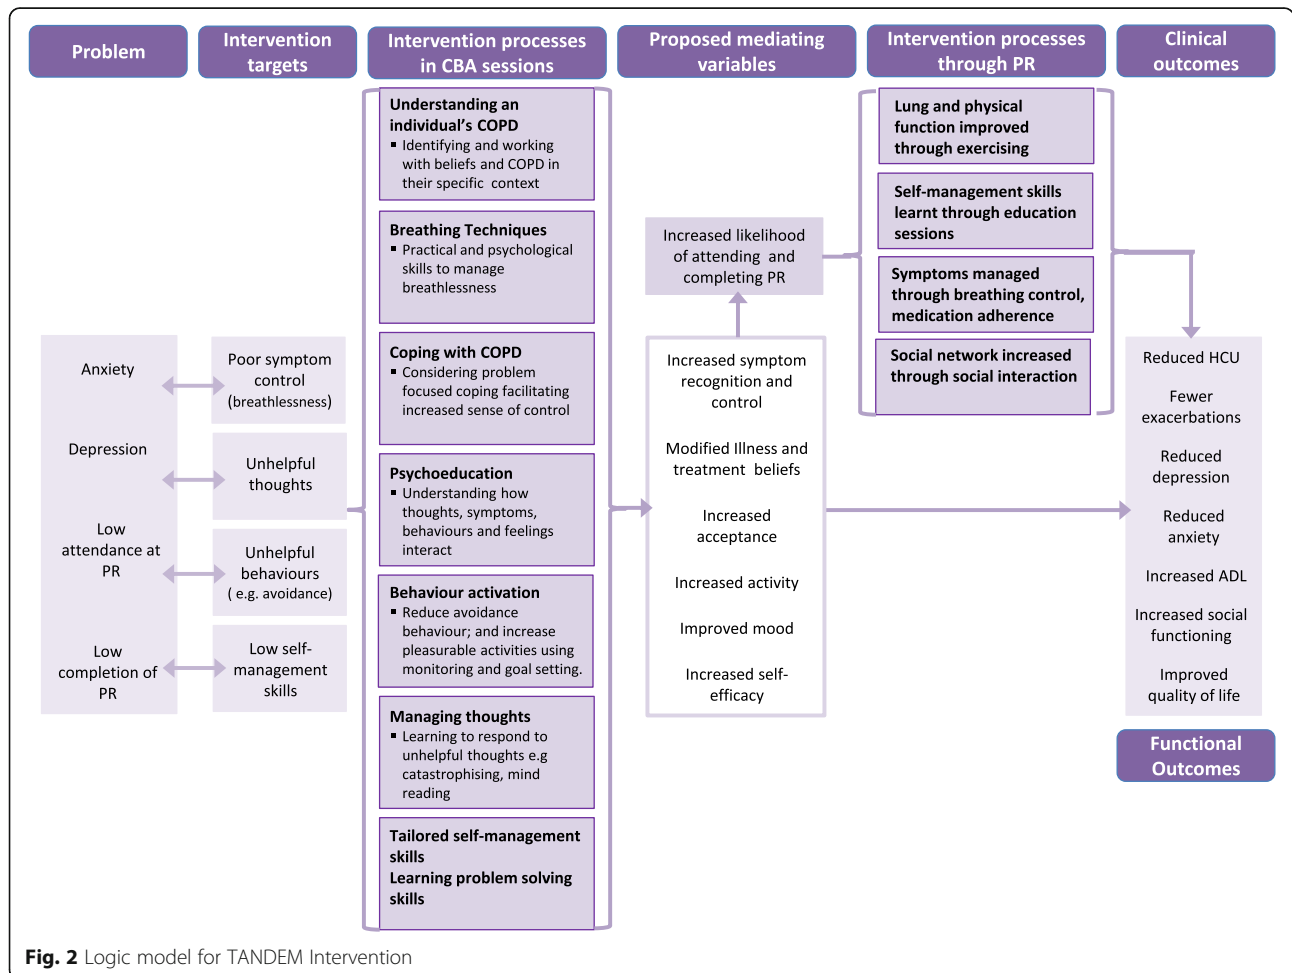 Problem
Intervention
targets
Intervention processes
in CBA sessions
Proposed mediating
variables
Intervention processes
through PR
Clinical
outcomes
Anxiety
Depression
Low
attendance at
PR
Low
completion of
PR
Poor symptom
control
(breathlessness)
Unhelpful
thoughts
Unhelpful
behaviours
( e.g. avoidance)
Low self-
management
skills
Understanding an
individual’s COPD
▪ Identifying and working
with beliefs and COPD in
their specific context
Breathing Techniques
▪ Practical and psychological
skills to manage
breathlessness
Coping with COPD
▪ Considering problem
focused coping facilitating
increased sense of control
Psychoeducation
▪ Understanding how
thoughts, symptoms,
behaviours and feelings
interact
Behaviour activation
▪ Reduce avoidance
behaviour; and increase
pleasurable activities using
monitoring and goal setting.
Managing thoughts
▪ Learning to respond to
unhelpful thoughts e.g
catastrophising, mind
reading
Tailored self-management
skills
Learning problem solving
skills
Increased likelihood
of attending and
completing PR
Increased symptom
recognition and
control
Modified Illness and
treatment beliefs
Increased
acceptance
Increased activity
Improved mood
Increased self-
efficacy
Lung and physical
function improved
through exercising
Self-management skills
learnt through education
sessions
Symptoms managed
through breathing control,
medication adherence
Social network increased
through social interaction
Reduced HCU
Fewer
exacerbations
Reduced
depression
Reduced
anxiety
Increased ADL
Increased social
functioning
Improved
quality of life
Functional
Outcomes
Fig. 2 Logic model for TANDEM Intervention